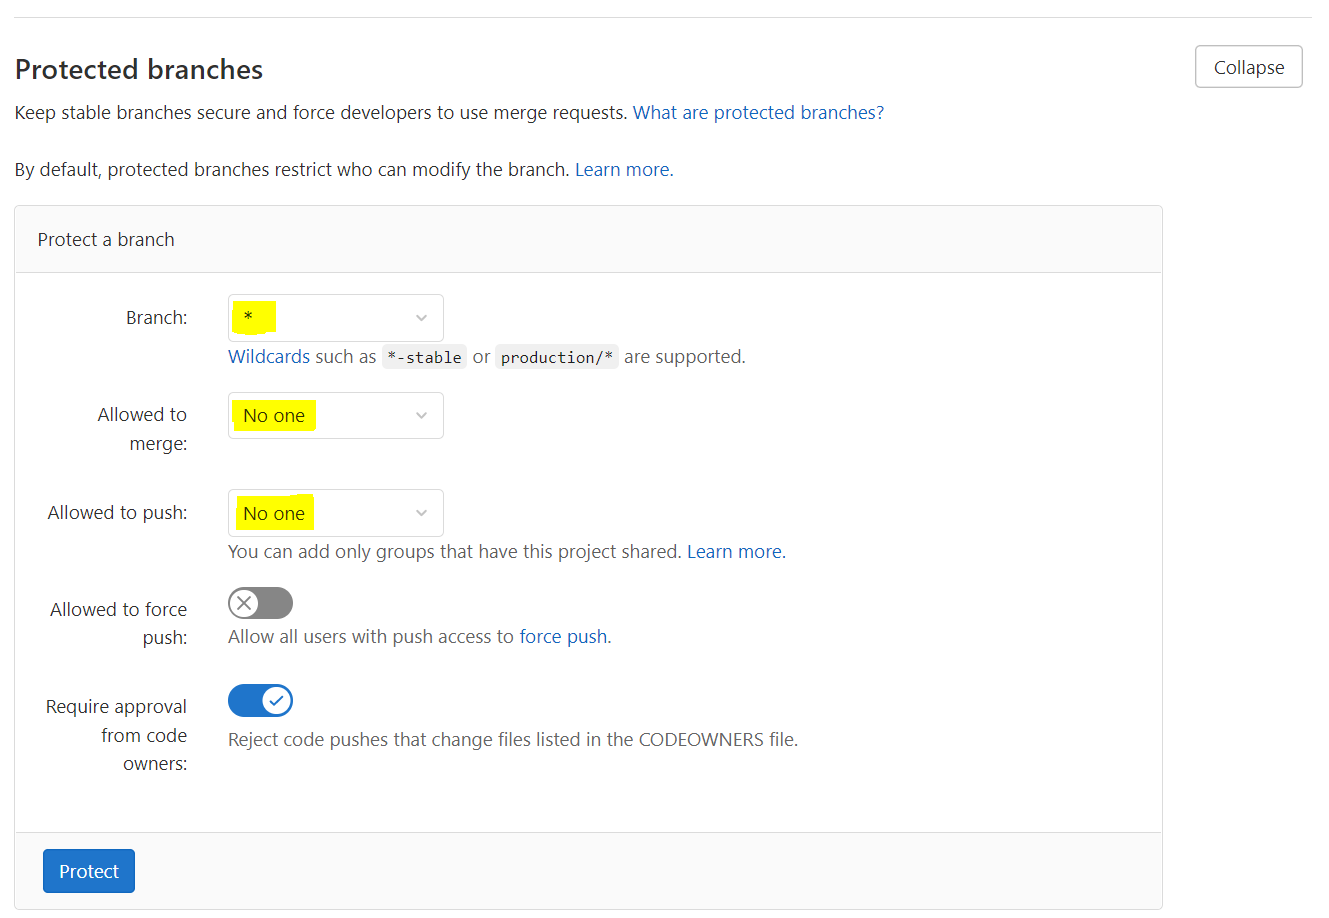 Protected branches
Collapse
Keep stable branches secure and force developers to use merge requests. What are protected branches?
By default, protected branches restrict who can modify the branch. Learn more.
Protect a branch
Branch:
*
Wildcards such as *-stable or production/* are supported.
Allowed to
merge:
No one
Allowed to push:
No one
You can add only groups that have this project shared. Learn more.
Allowed to force
push:
Allow all users with push access to force push.
Require approval
from code
owners:
Reject code pushes that change files listed in the CODEOWNERS file.
Protect